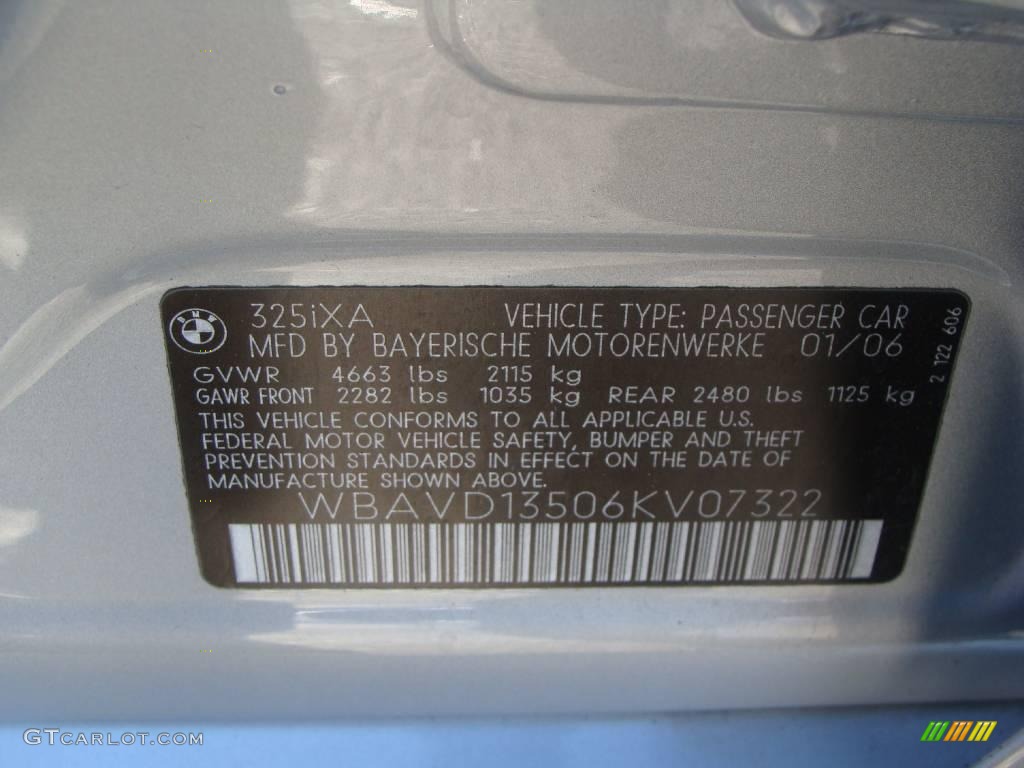 BMW
325iXA VEHICLE TYPE: PASSENGER CAR
MFD BY BAYERISCHE MOTORENWERKE 01/06
GVWR 4663 lbs 2115 kg
GAWR FRONT 2282 lbs 1035 kg REAR 2480 lbs 1125 kg
THIS VEHICLE CONFORMS TO ALL APPLICABLE U.S.
FEDERAL MOTOR VEHICLE SAFETY, BUMPER AND THEFT
PREVENTION STANDARDS IN EFFECT ON THE DATE OF
MANUFACTURE SHOWN ABOVE.
WBAVD13506KV07322
2 122 606
GTCARLOT.COM